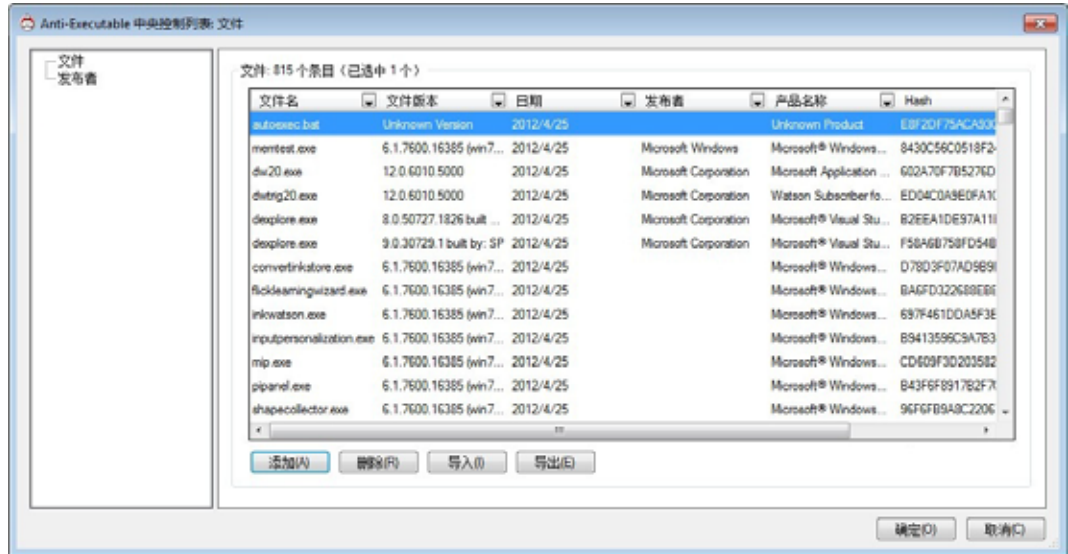 Anti-Executable 中央控制列表: 文件
文件
发布者
文件: 815 个条目 (已选中 1 个)
文件名 文件版本 日期 发布者 产品名称 Hash
autoexec.bat Unknown Version 2012/4/25 Unknown Product
memtest.exe 6.1.7600.16385 (win7... 2012/4/25 Microsoft Windows Microsoft® Windows... 8430C56C0518F2
dw20.exe 12.0.6010.5000 2012/4/25 Microsoft Corporation Microsoft Application ... 602A70F7B5276D
dwtrig20.exe 12.0.6010.5000 2012/4/25 Microsoft Corporation Watson Subscriber fo... ED04C0A9E0FA1
dexplore.exe 8.0.50727.1826 built ... 2012/4/25 Microsoft Corporation Microsoft® Visual Stu... B2EEA1DE97A11
dexplore.exe 9.0.30729.1 built by: SP 2012/4/25 Microsoft Corporation Microsoft® Visual Stu... F58A6B758FD54B
convertinkstore.exe 6.1.7600.16385 (win7... 2012/4/25 Microsoft® Windows... D78D3F07AD9B9
flicklearningwizard.exe 6.1.7600.16385 (win7... 2012/4/25 Microsoft® Windows...
inkwatson.exe 6.1.7600.16385 (win7... 2012/4/25 Microsoft® Windows... 697F461DDA5F3E
inputpersonalization.exe 6.1.7600.16385 (win7... 2012/4/25 Microsoft® Windows... B9413596C9A7B3
mip.exe 6.1.7600.16385 (win7... 2012/4/25 Microsoft® Windows... CD609F3D203582
pipanel.exe 6.1.7600.16385 (win7... 2012/4/25 Microsoft® Windows... B43F6F8917B2F7
shapecollector.exe 6.1.7600.16385 (win7... 2012/4/25 Microsoft® Windows... 96F6FB9A8C2206
添加(A) 删除(R) 导入(I) 导出(E)
确定(O) 取消(C)